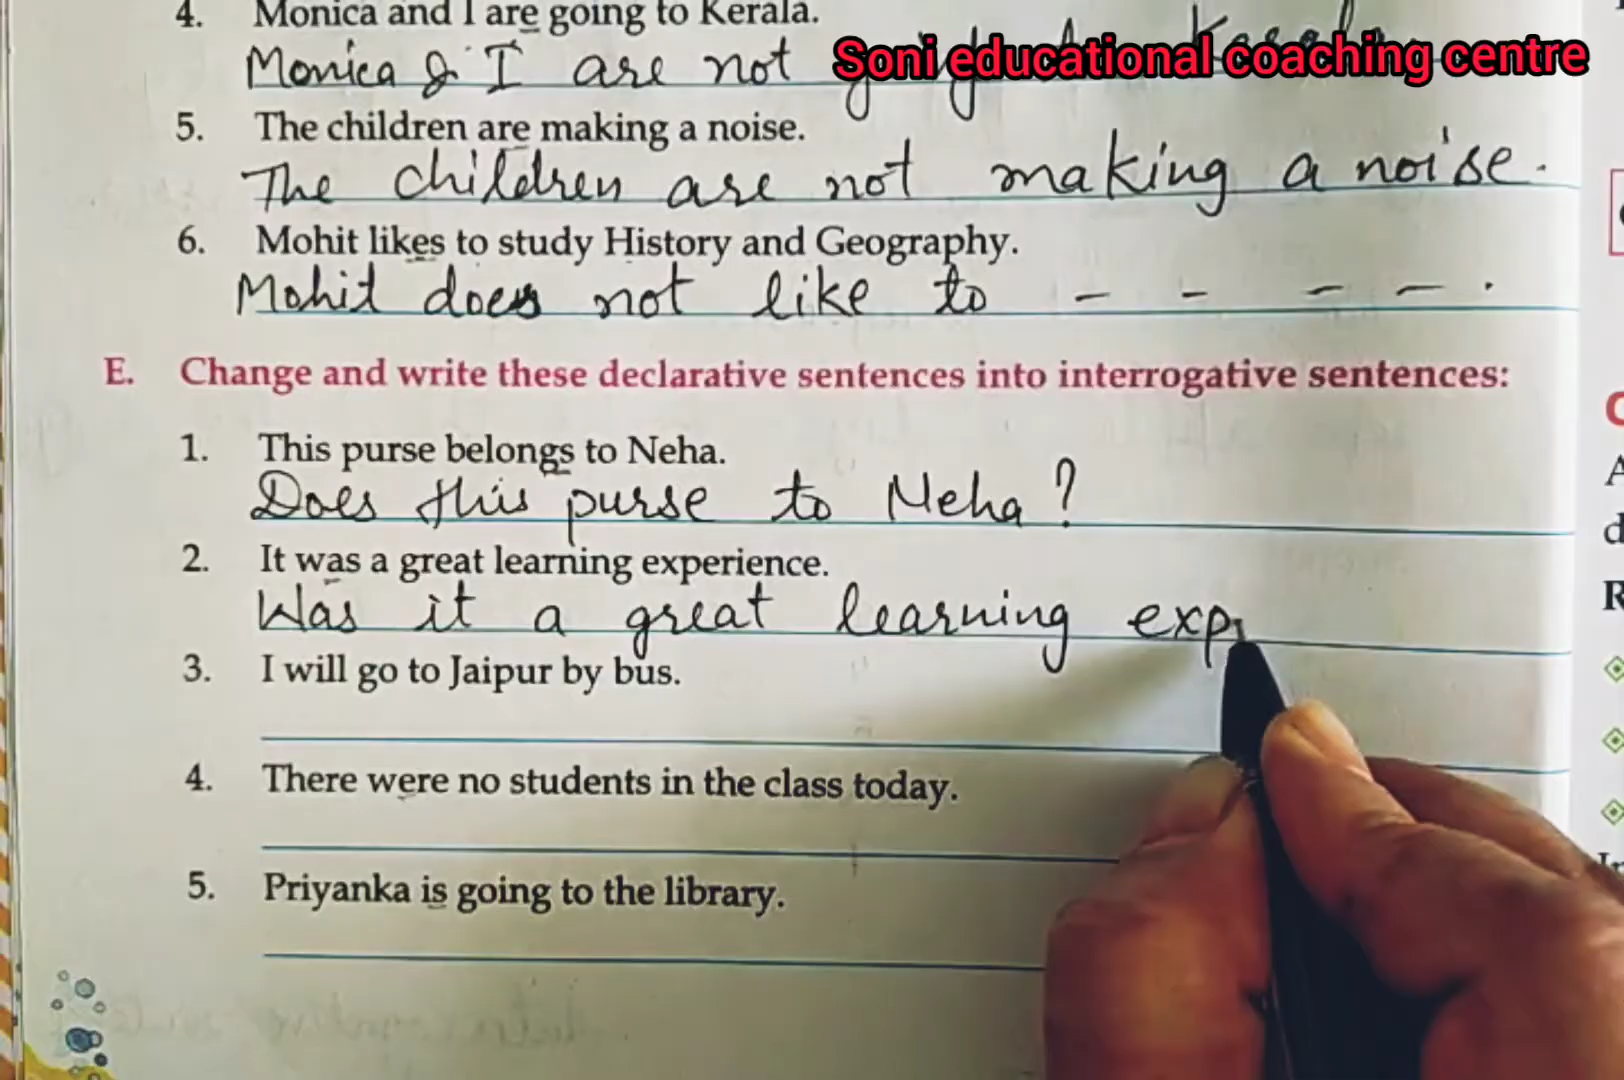 4. Monica and I are going to Kerala.
Monica & I are not
Soni educational coaching centre
5. The children are making a noise.
The children are not making a noise.
6. Mohit likes to study History and Geography.
Mohit does not like to - - - - .
E. Change and write these declarative sentences into interrogative sentences:
1. This purse belongs to Neha.
Does this purse to Neha?
2. It was a great learning experience.
Was it a great learning exp
3. I will go to Jaipur by bus.
4. There were no students in the class today.
5. Priyanka is going to the library.